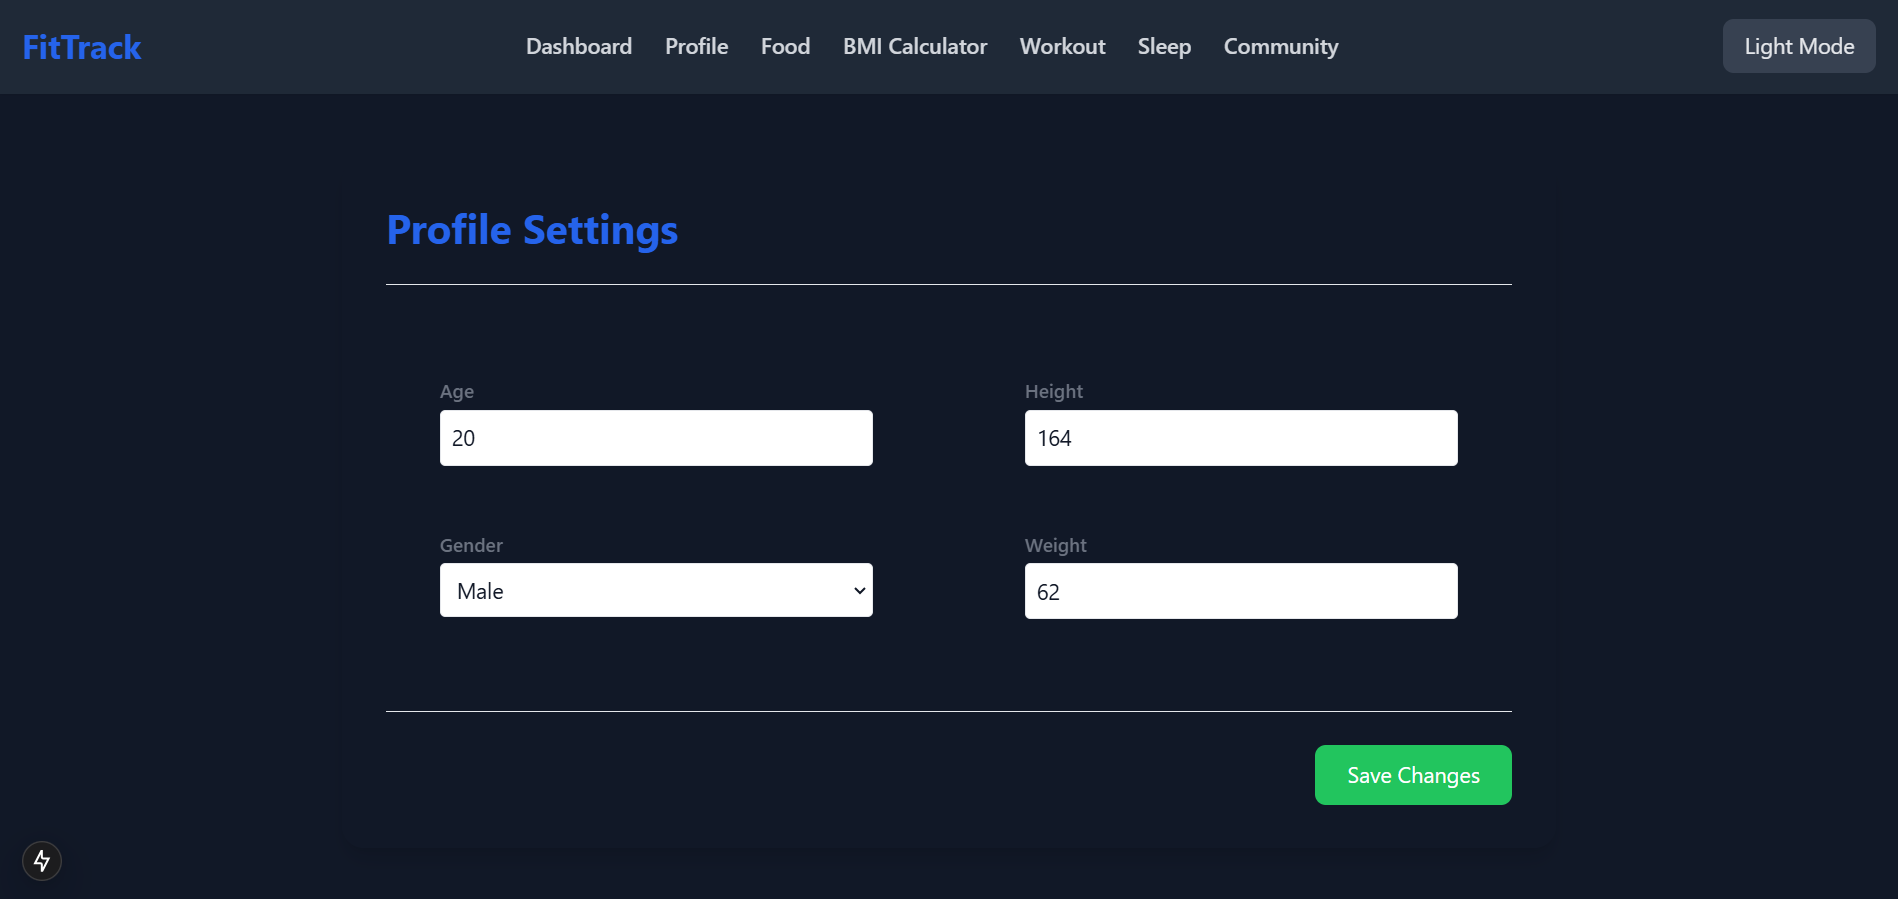 FitTrack
Dashboard Profile Food BMI Calculator Workout Sleep Community
Light Mode
Profile Settings
Age
20
Height
164
Gender
Male
Weight
62
Save Changes